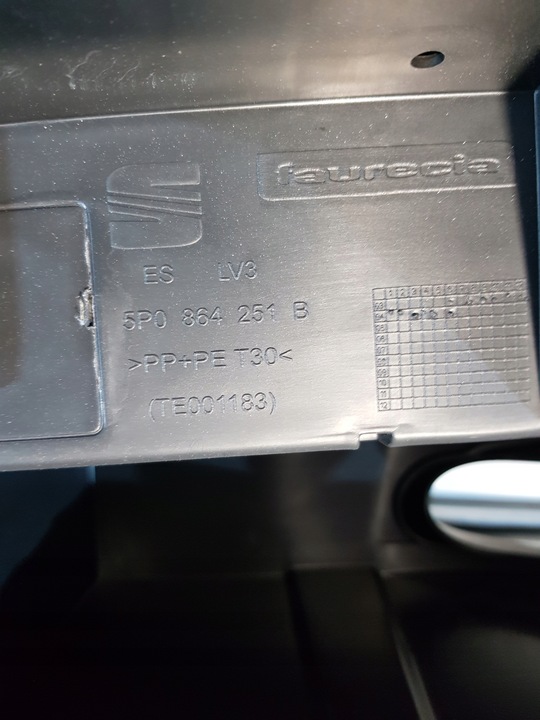 faurecia
ES LV3
5P0 864 251 B
>PP+PE T30<
(TE001183)